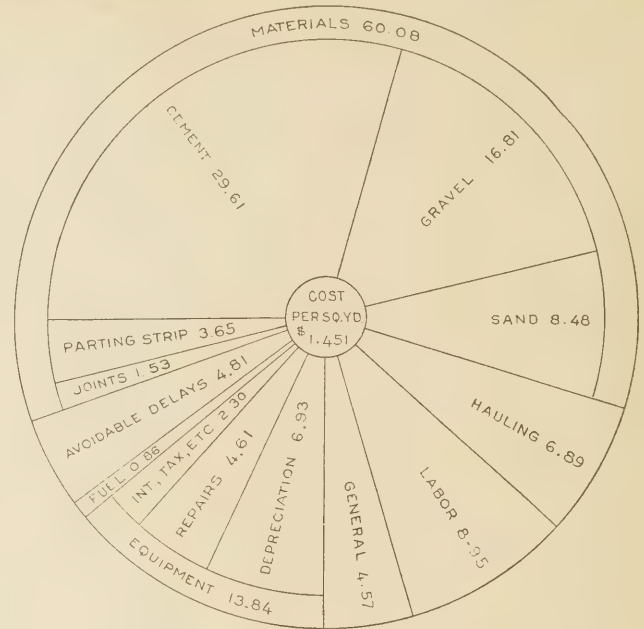 MATERIALS 60.08
CEMENT 29.61
GRAVEL 16.81
SAND 8.48
HAULING 6.89
LABOR 8.95
GENERAL 4.57
DEPRECIATION 6.93
REPAIRS 4.61
INT., TAX, ETC 2.30
EQUIPMENT 13.84
FUEL 0.86
AVOIDABLE DELAYS 4.81
JOINTS 1.53
PARTING STRIP 3.65
COST
PER SQ.YD
$1.451